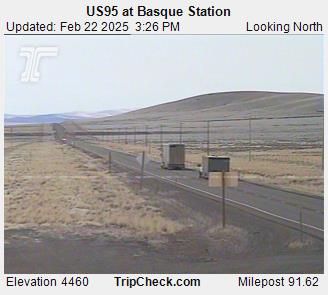 US95 at Basque Station
Updated: Feb 22 2025 3:26 PM Looking North
Elevation 4460 TripCheck.com Milepost 91.62